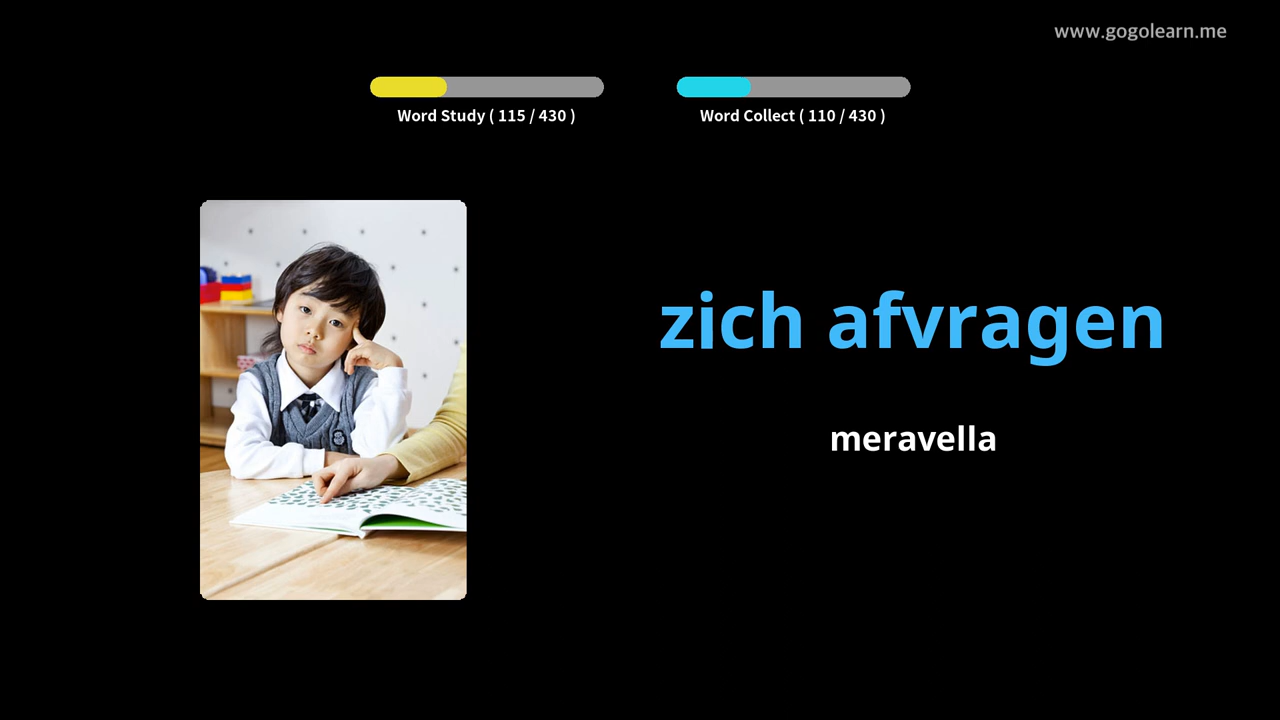 www.gogolearn.me
Word Study ( 115 / 430 )
Word Collect ( 110 / 430 )
zich afvragen
meravella